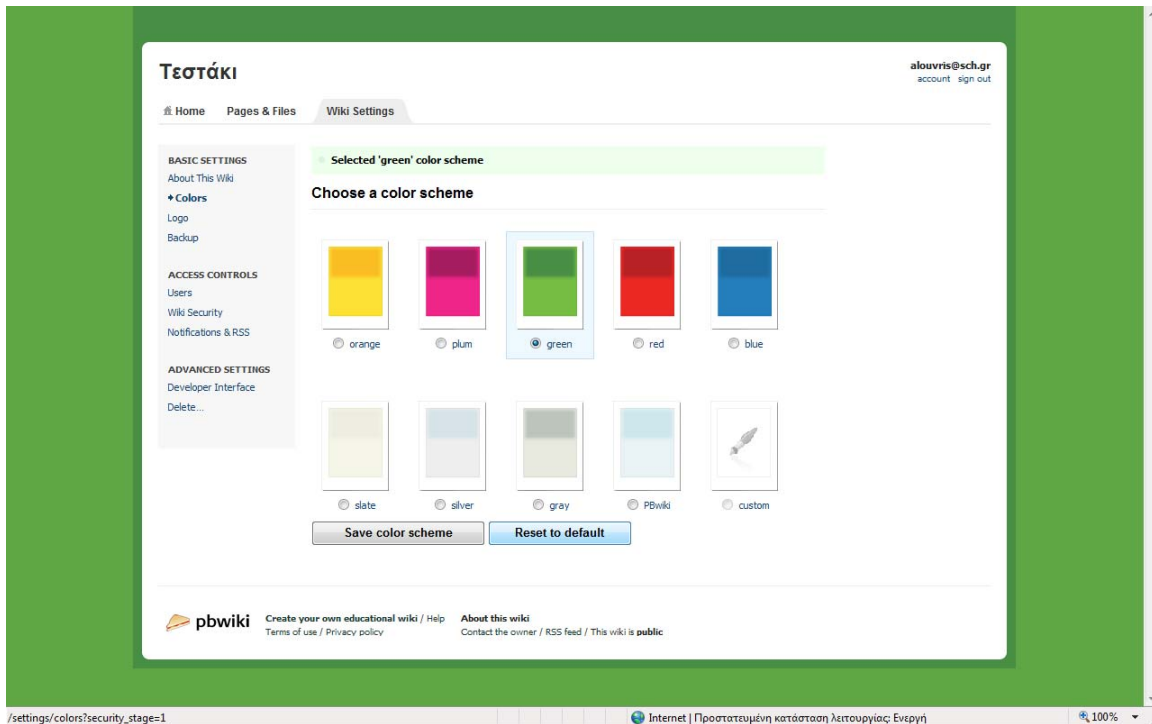 Τεστάκι
alouvris@sch.gr
account sign out
Home Pages & Files Wiki Settings
BASIC SETTINGS
About This Wiki
Colors
Logo
Backup
ACCESS CONTROLS
Users
Wiki Security
Notifications & RSS
ADVANCED SETTINGS
Developer Interface
Delete...
Selected 'green' color scheme
Choose a color scheme
orange plum green red blue
slate silver gray PBwiki custom
Save color scheme Reset to default
pbwiki
Create your own educational wiki / Help
Terms of use / Privacy policy
About this wiki
Contact the owner / RSS feed / This wiki is public
/settings/colors?security_stage=1 Internet | Προστατευμένη κατάσταση λειτουργίας: Ενεργή 100%